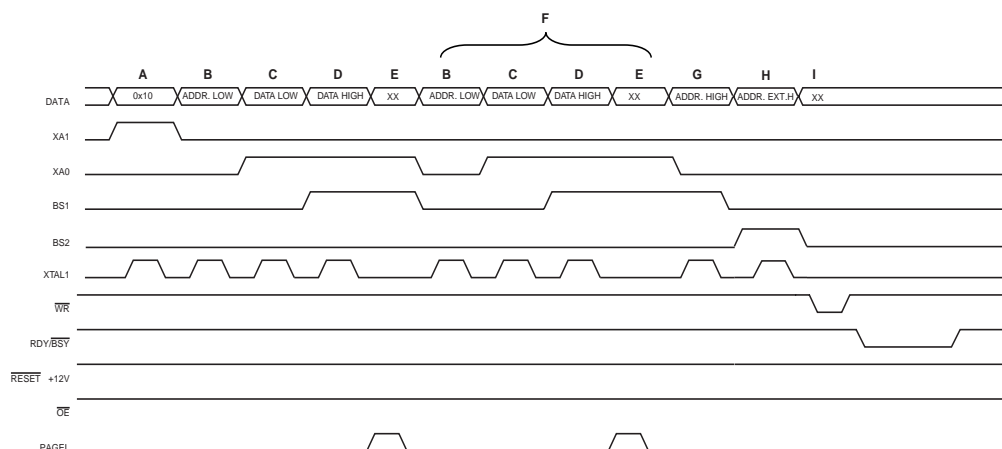 F
A B C D E B C D E G H I
DATA 0x10 ADDR. LOW DATA LOW DATA HIGH XX ADDR. LOW DATA LOW DATA HIGH XX ADDR. HIGH ADDR. EXT.H XX
XA1
XA0
BS1
BS2
XTAL1
WR
RDY/BSY
RESET +12V
OE
PAGEL